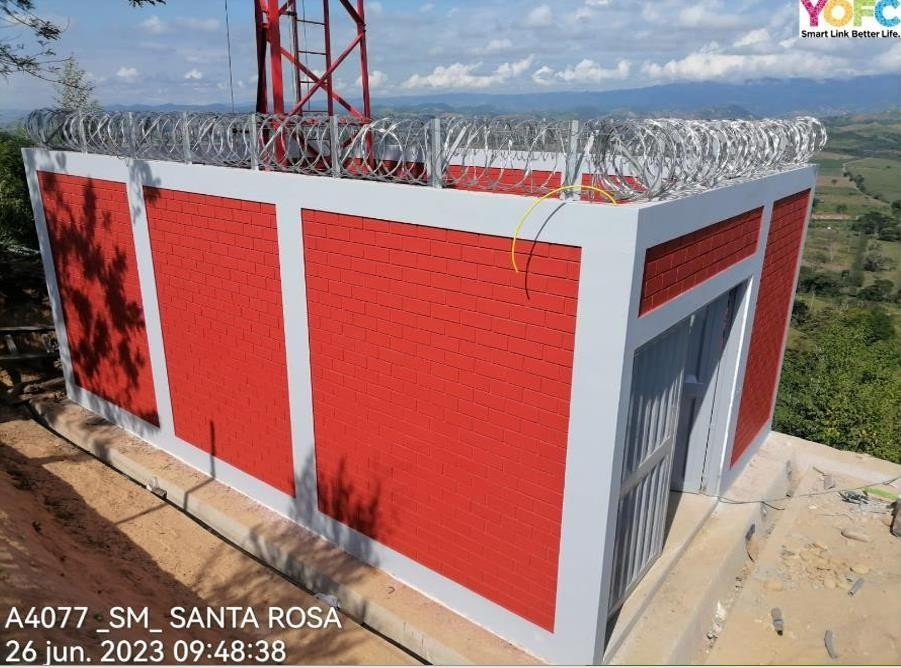 YOFC
Smart Link Better Life.
A4077 _SM_ SANTA ROSA
26 jun. 2023 09:48:38